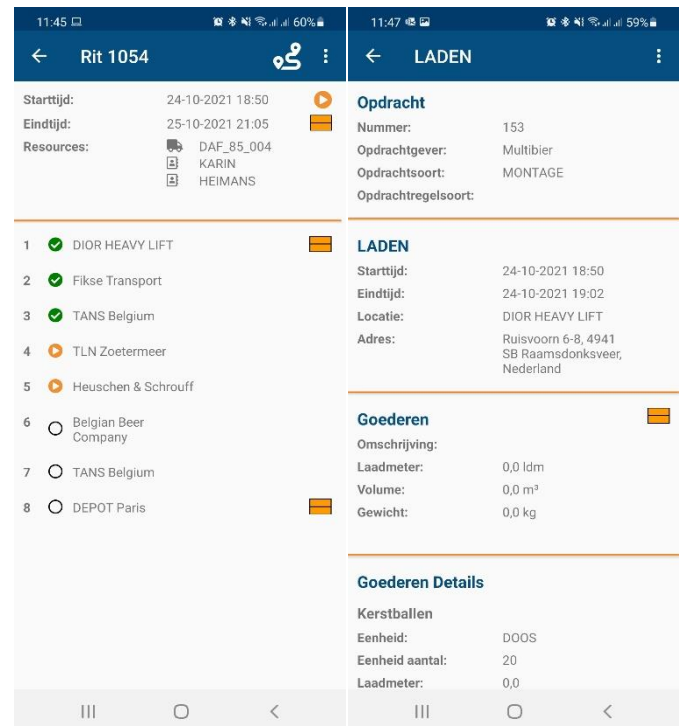 11:45
60%
Rit 1054
Starttijd: 24-10-2021 18:50
Eindtijd: 25-10-2021 21:05
Resources: DAF_85_004
KARIN
HEIMANS
1 DIOR HEAVY LIFT
2 Fikse Transport
3 TANS Belgium
4 TLN Zoetermeer
5 Heuschen & Schrouff
6 Belgian Beer
Company
7 TANS Belgium
8 DEPOT Paris
11:47
59%
LADEN
Opdracht
Nummer: 153
Opdrachtgever: Multibier
Opdrachtsoort: MONTAGE
Opdrachtregelsoort:
LADEN
Starttijd: 24-10-2021 18:50
Eindtijd: 24-10-2021 19:02
Locatie: DIOR HEAVY LIFT
Adres: Ruisvoorn 6-8, 4941
SB Raamsdonksveer,
Nederland
Goederen
Omschrijving:
Laadmeter: 0,0 ldm
Volume: 0,0 m³
Gewicht: 0,0 kg
Goederen Details
Kerstballen
Eenheid: DOOS
Eenheid aantal: 20
Laadmeter: 0,0